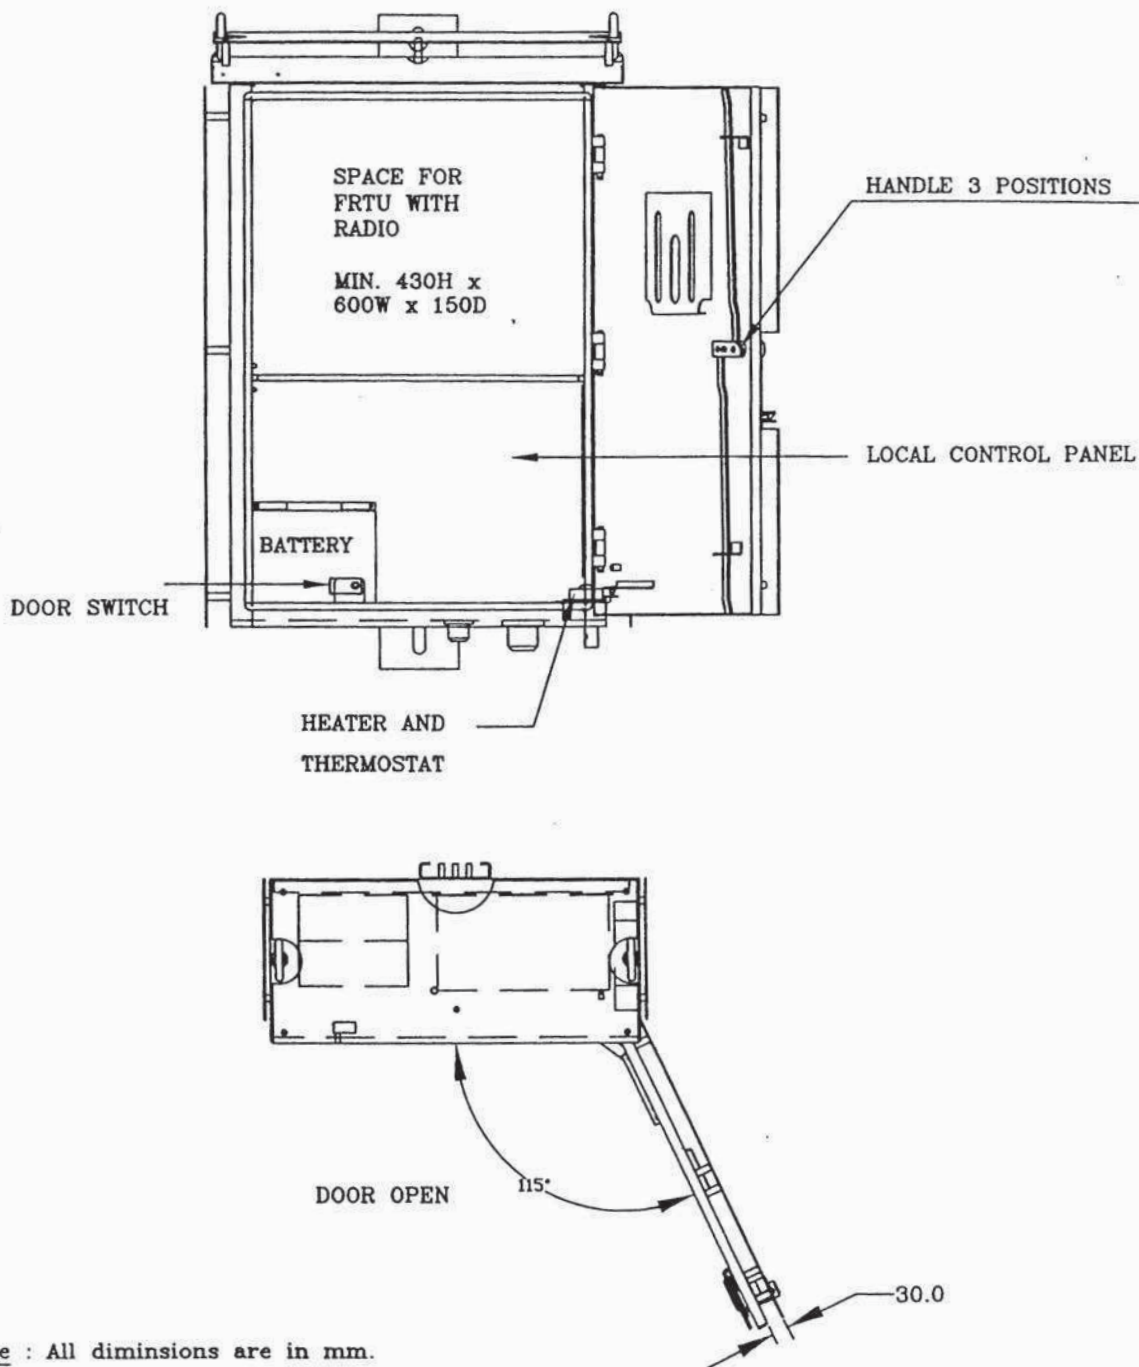 SPACE FOR
FRTU WITH
RADIO
MIN. 430H x
600W x 150D
HANDLE 3 POSITIONS
LOCAL CONTROL PANEL
BATTERY
DOOR SWITCH
HEATER AND
THERMOSTAT
DOOR OPEN
115°
30.0
e : All diminsions are in mm.